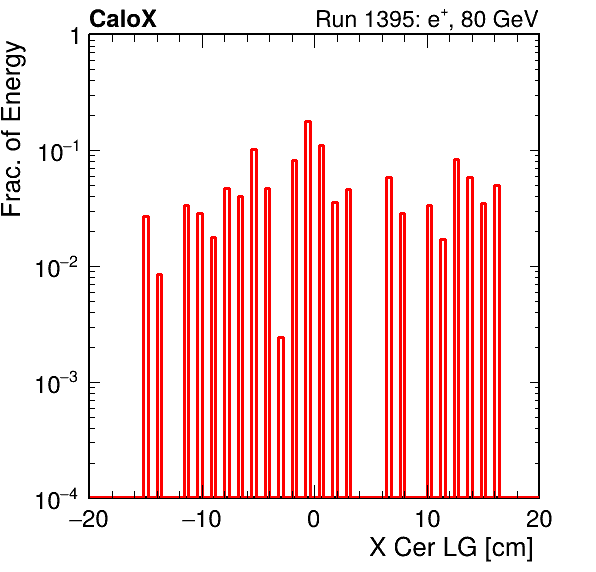 CaloX Run 1395: e⁺, 80 GeV
Frac. of Energy
1
10⁻¹
10⁻²
10⁻³
10⁻⁴
−20 −10 0 10 20
X Cer LG [cm]